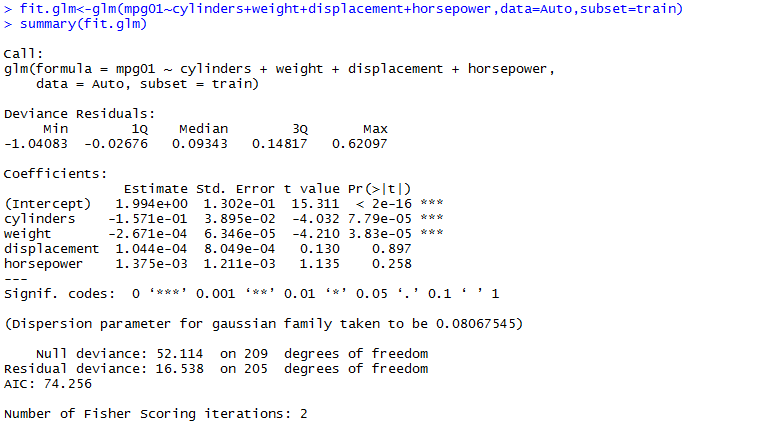 > fit.glm<-glm(mpg01~cylinders+weight+displacement+horsepower,data=Auto,subset=train)
> summary(fit.glm)

Call:
glm(formula = mpg01 ~ cylinders + weight + displacement + horsepower,
    data = Auto, subset = train)

Deviance Residuals:
     Min        1Q    Median        3Q       Max
-1.04083  -0.02676   0.09343   0.14817   0.62097

Coefficients:
               Estimate Std. Error t value Pr(>|t|)
(Intercept)   1.994e+00  1.302e-01  15.311  < 2e-16 ***
cylinders    -1.571e-01  3.895e-02  -4.032 7.79e-05 ***
weight       -2.671e-04  6.346e-05  -4.210 3.83e-05 ***
displacement  1.044e-04  8.049e-04   0.130    0.897
horsepower    1.375e-03  1.211e-03   1.135    0.258
---
Signif. codes:  0 ‘***’ 0.001 ‘**’ 0.01 ‘*’ 0.05 ‘.’ 0.1 ‘ ’ 1

(Dispersion parameter for gaussian family taken to be 0.08067545)

    Null deviance: 52.114  on 209  degrees of freedom
Residual deviance: 16.538  on 205  degrees of freedom
AIC: 74.256

Number of Fisher Scoring iterations: 2